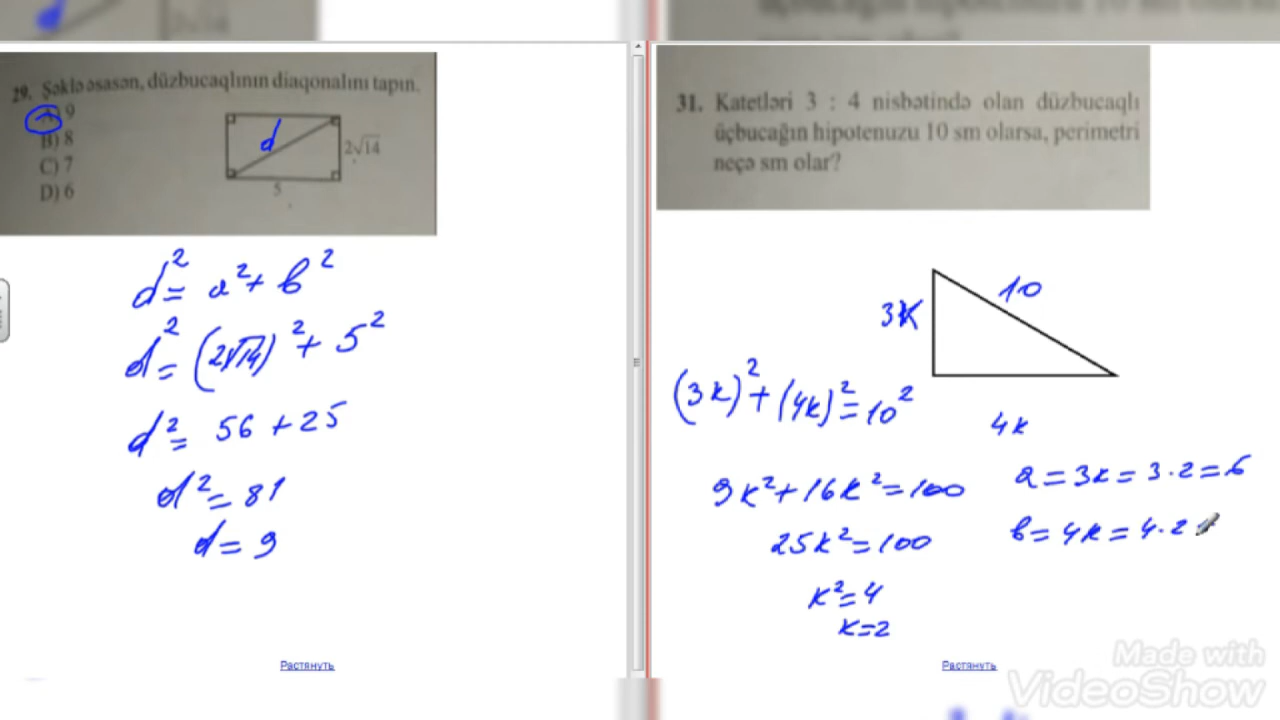 29. Şəklə əsasən, düzbucaqlının diaqonalını tapın.
A) 9
B) 8
C) 7
D) 6
d
2√14
5
d² = a² + b²
d² = (2√14)² + 5²
d² = 56 + 25
d² = 81
d = 9
Растянуть
31. Katetləri 3 : 4 nisbətində olan düzbucaqlı
üçbucağın hipotenuzu 10 sm olarsa, perimetri
neçə sm olar?
3k
10
4k
(3k)² + (4k)² = 10²
9k² + 16k² = 100
25k² = 100
k² = 4
k = 2
a = 3k = 3 · 2 = 6
b = 4k = 4 · 2
Растянуть
Made with
VideoShow